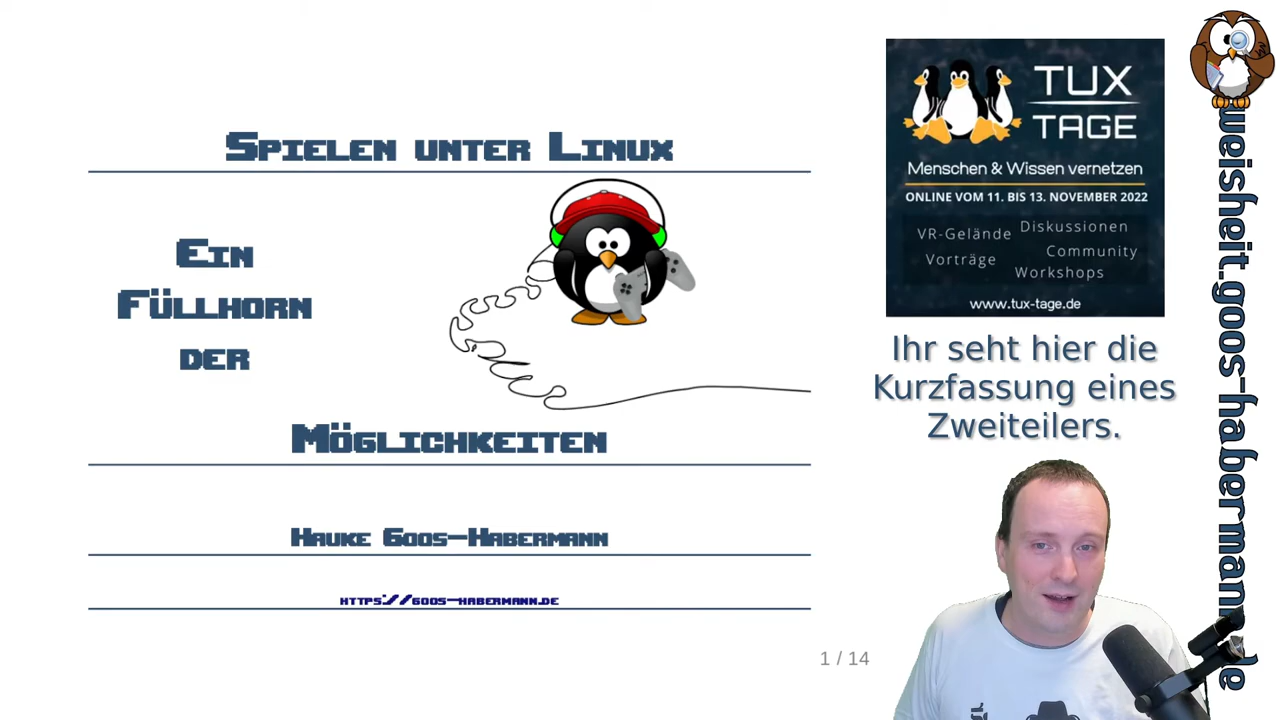 Spielen unter Linux
Ein
Füllhorn
der
Möglichkeiten
Hauke Goos-Habermann
https://goos-habermann.de
1 / 14
TUX
TAGE
Menschen & Wissen vernetzen
ONLINE VOM 11. BIS 13. NOVEMBER 2022
VR-Gelände
Diskussionen
Vorträge
Community
Workshops
www.tux-tage.de
Ihr seht hier die
Kurzfassung eines
Zweiteilers.
weisheit.goos-habermann.de